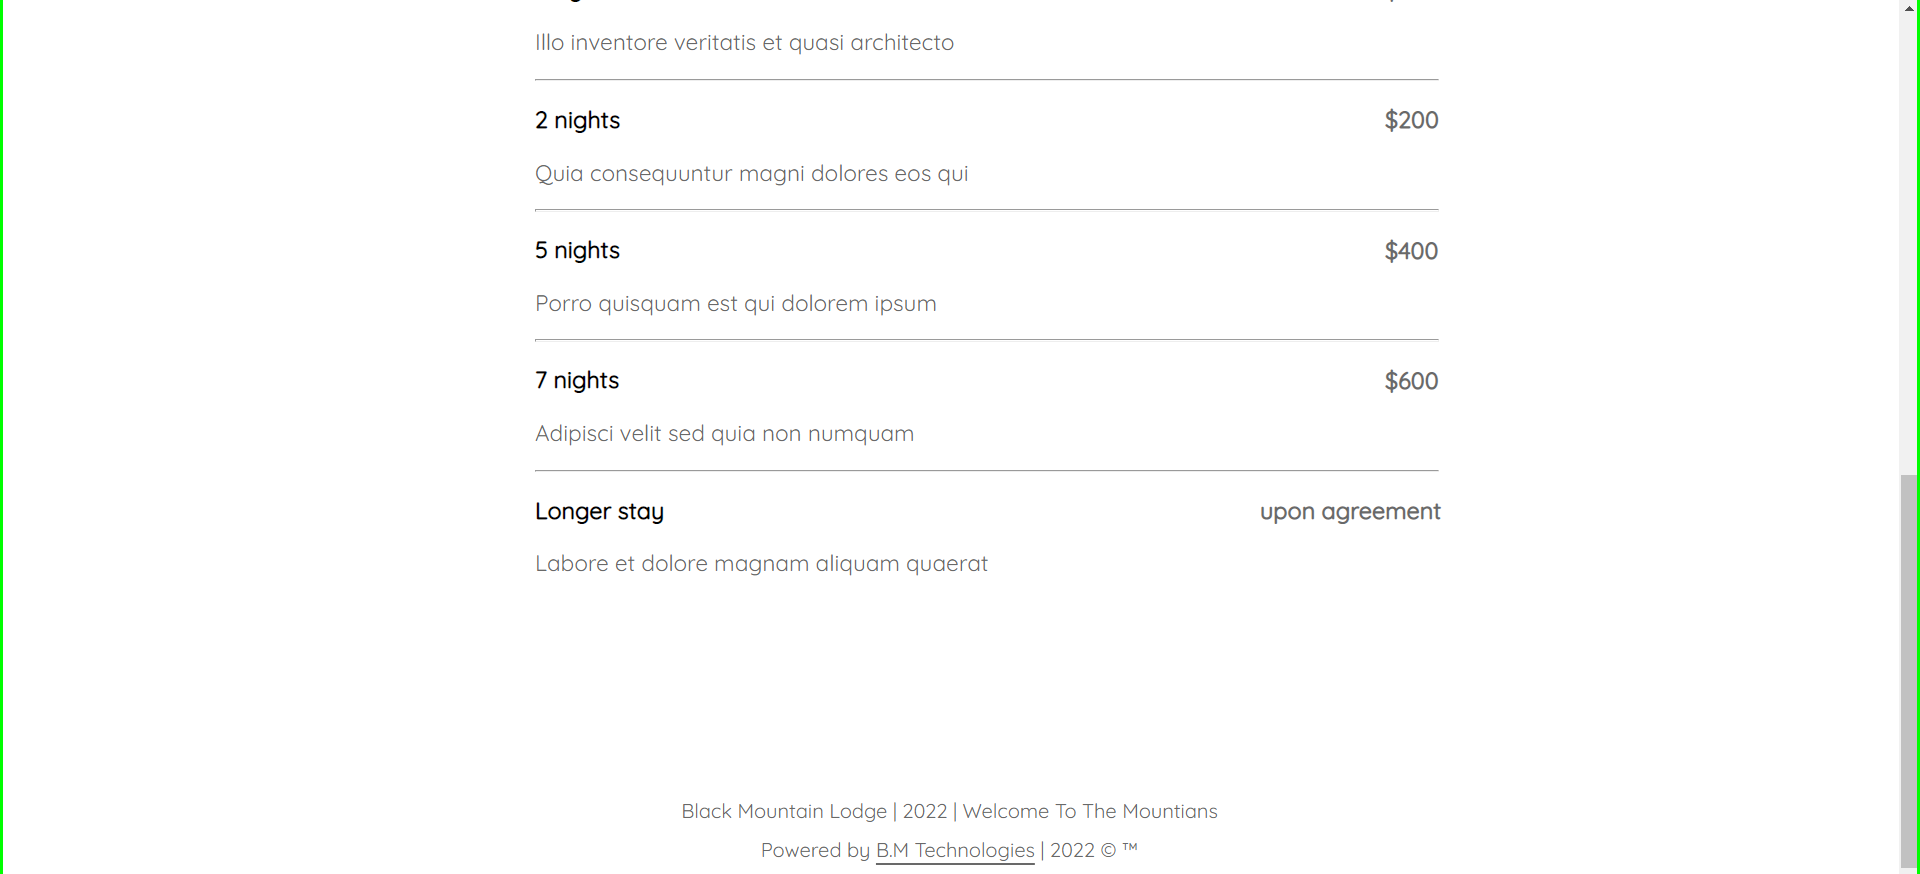 Illo inventore veritatis et quasi architecto
2 nights $200
Quia consequuntur magni dolores eos qui
5 nights $400
Porro quisquam est qui dolorem ipsum
7 nights $600
Adipisci velit sed quia non numquam
Longer stay upon agreement
Labore et dolore magnam aliquam quaerat
Black Mountain Lodge | 2022 | Welcome To The Mountians
Powered by B.M Technologies | 2022 © ™